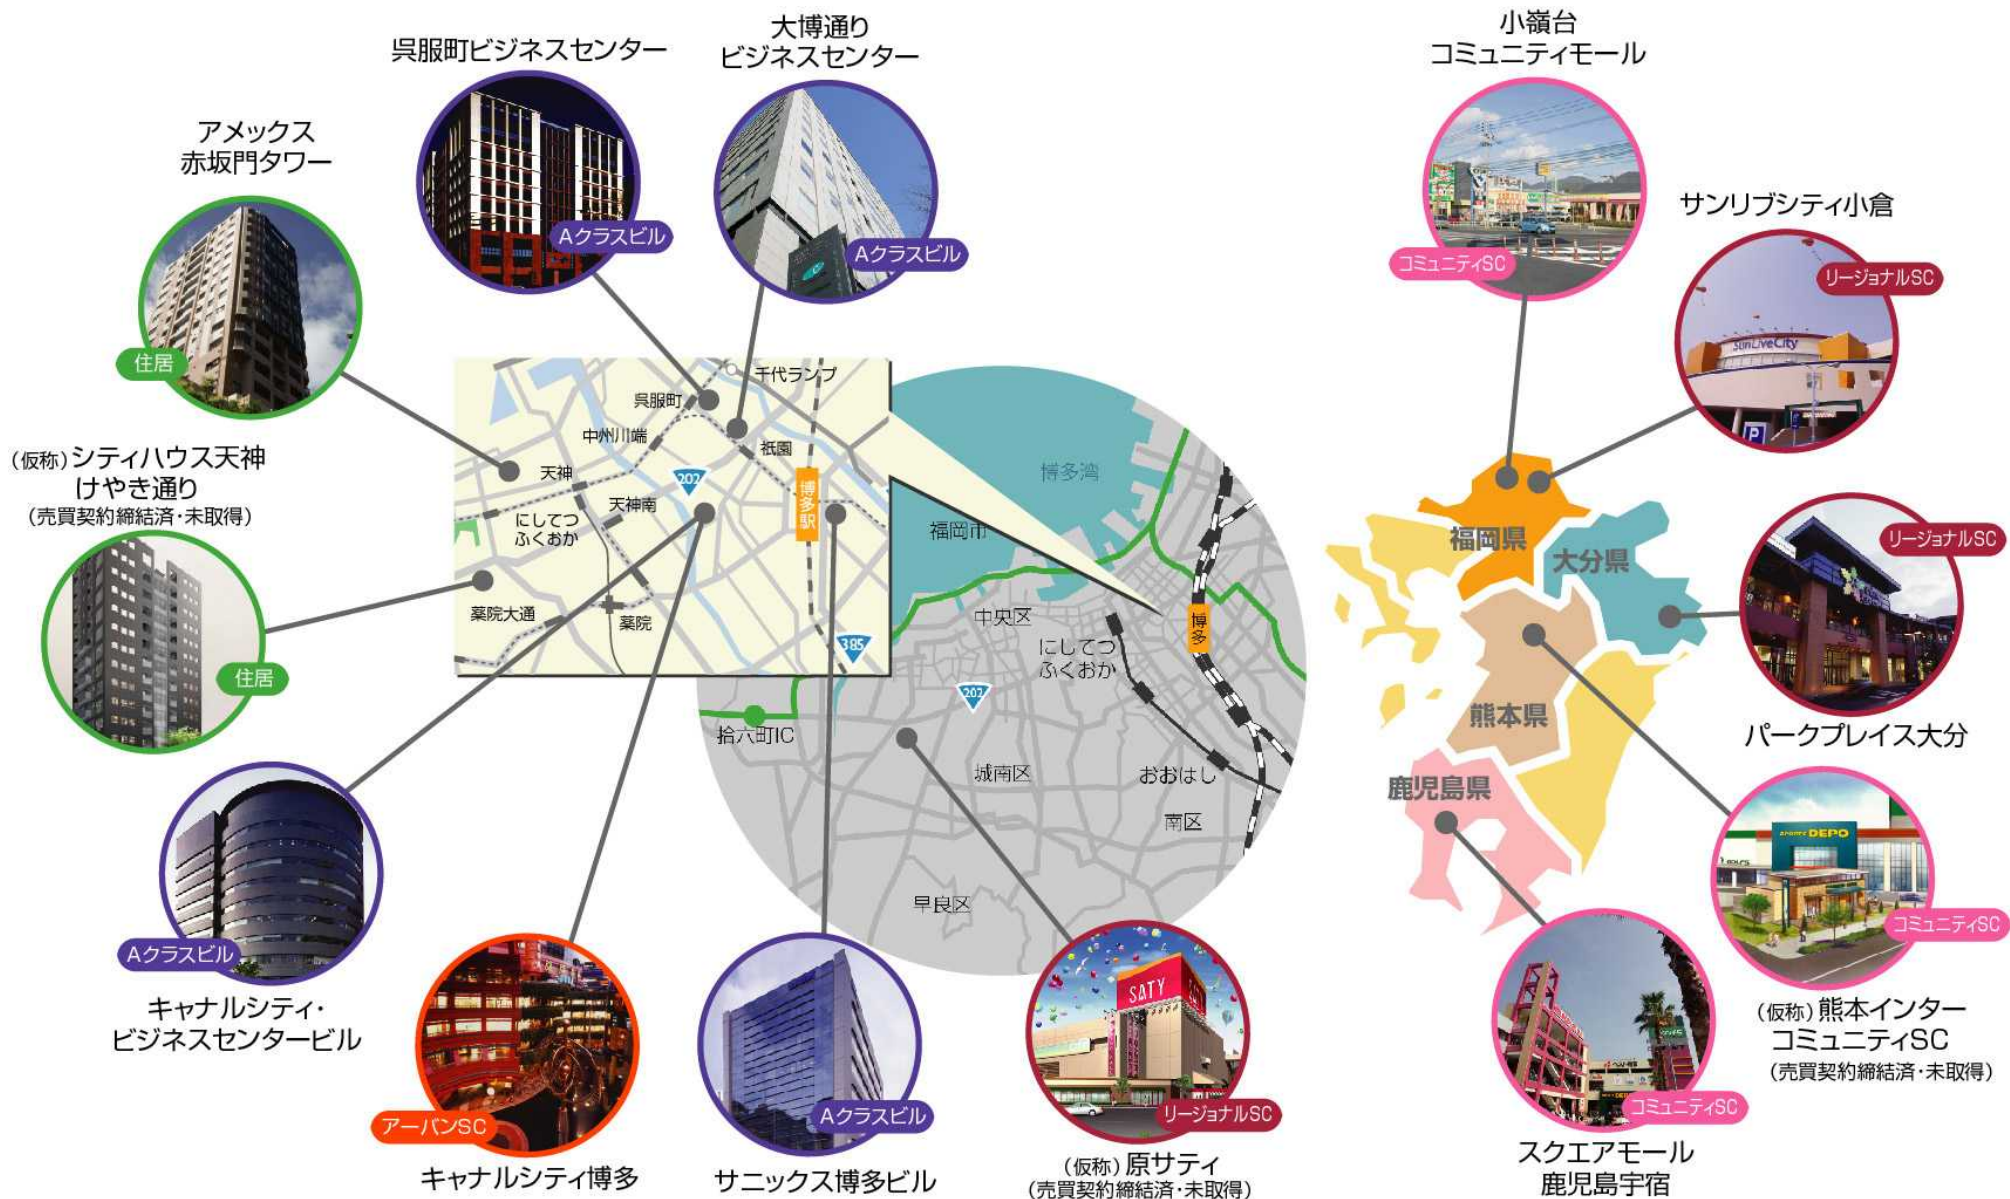 呉服町ビジネスセンター
Aクラスビル
大博通り
ビジネスセンター
Aクラスビル
アメックス
赤坂門タワー
住居
(仮称)シティハウス天神
けやき通り
(売買契約締結済・未取得)
住居
Aクラスビル
キャナルシティ・
ビジネスセンタービル
アーバンSC
キャナルシティ博多
Aクラスビル
サニックス博多ビル
SATY
リージョナルSC
(仮称)原サティ
(売買契約締結済・未取得)
千代ランプ
呉服町
中州川端
祇園
天神
202
博多駅
天神南
にしてつ
ふくおか
薬院大通
薬院
385
博多湾
福岡市
中央区
にしてつ
ふくおか
博多
202
拾六町IC
城南区
おおはし
南区
早良区
小嶺台
コミュニティモール
コミュニティSC
サンリブシティ小倉
リージョナルSC
SunLiveCity
P
福岡県
大分県
熊本県
鹿児島県
リージョナルSC
パークプレイス大分
SPORTS DEPO
コミュニティSC
(仮称)熊本インター
コミュニティSC
(売買契約締結済・未取得)
コミュニティSC
スクエアモール
鹿児島宇宿